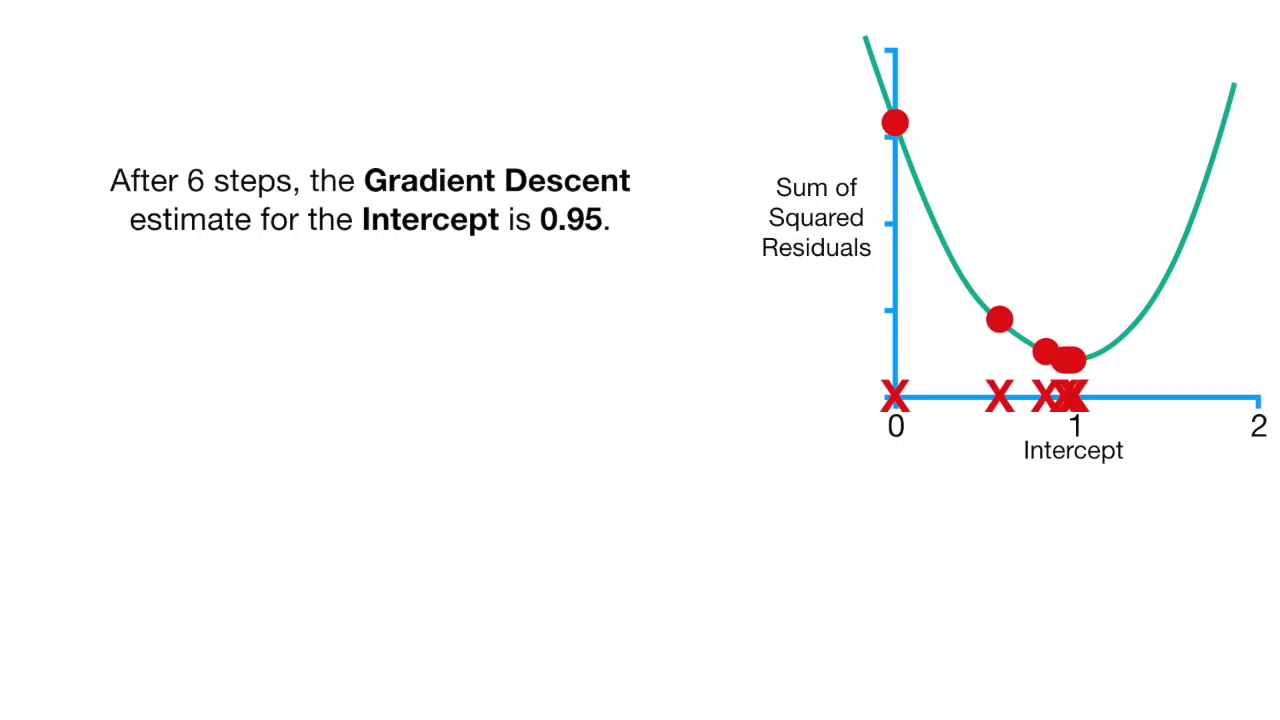 After 6 steps, the Gradient Descent
estimate for the Intercept is 0.95.
Sum of
Squared
Residuals
X X X X X X
0 1 2
Intercept